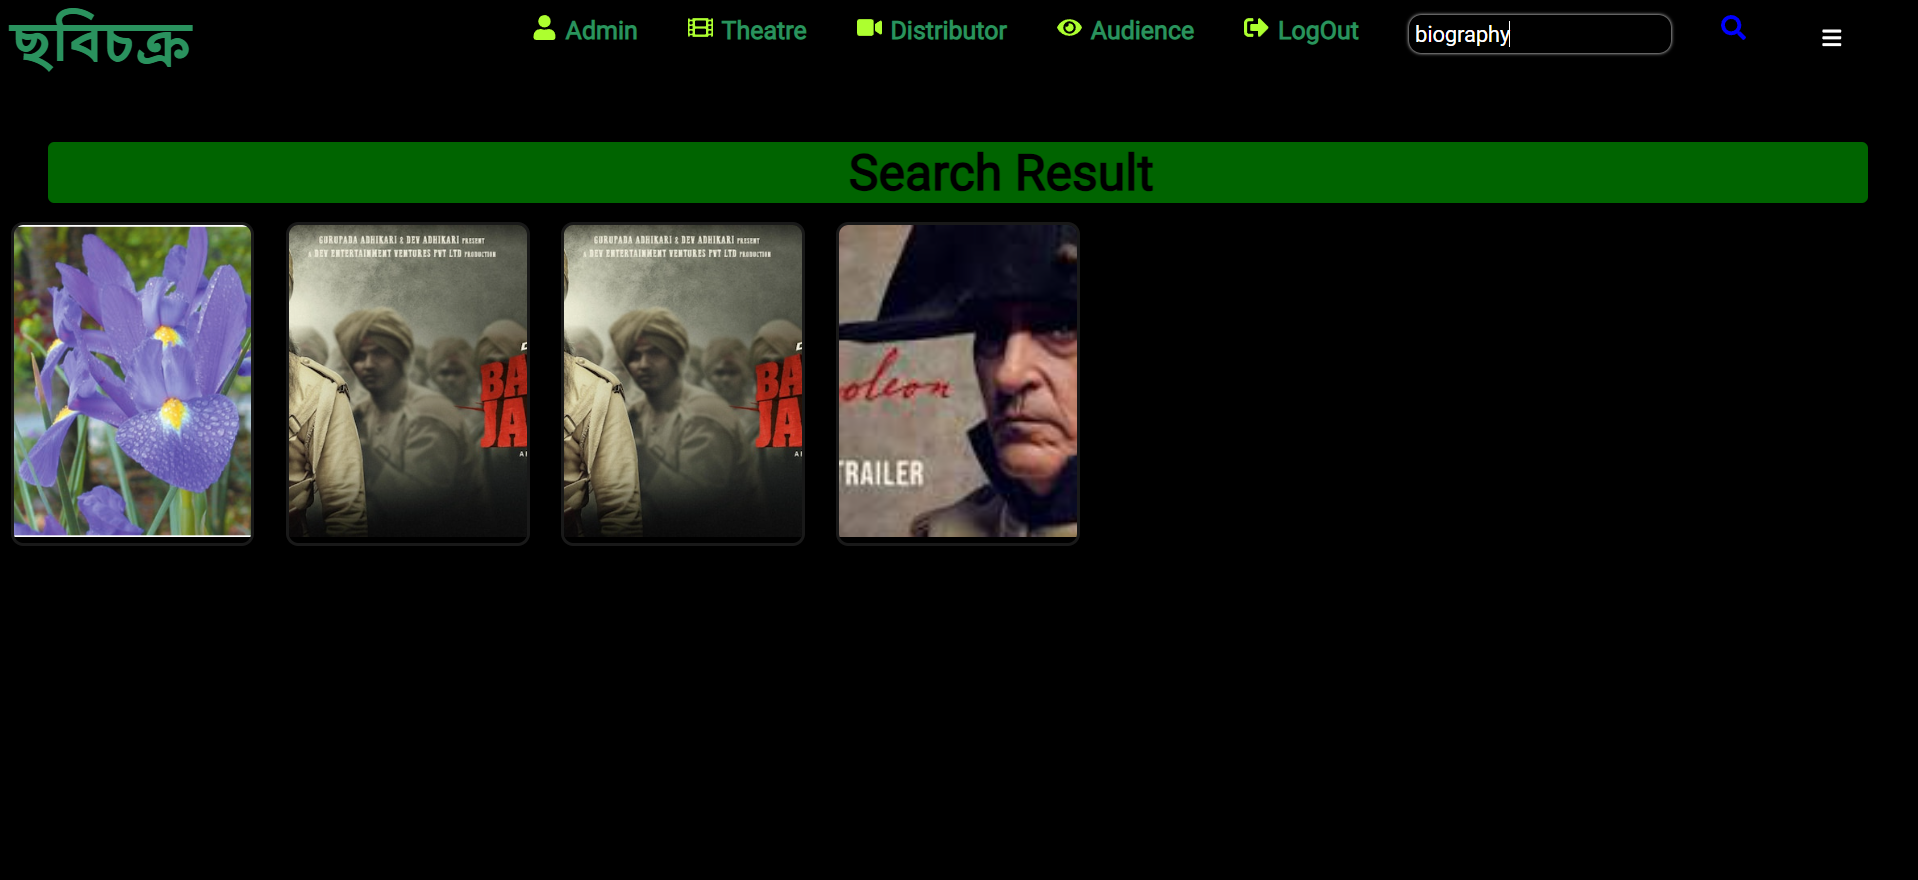 ছবিচক্র
Admin
Theatre
Distributor
Audience
LogOut
biography
Search Result
GURUPADA ADHIKARI & DEV ADHIKARI PRESENT
A DEV ENTERTAINMENT VENTURES PVT LTD PRODUCTION
BA
JA
GURUPADA ADHIKARI & DEV ADHIKARI PRESENT
A DEV ENTERTAINMENT VENTURES PVT LTD PRODUCTION
BA
JA
oleon
TRAILER